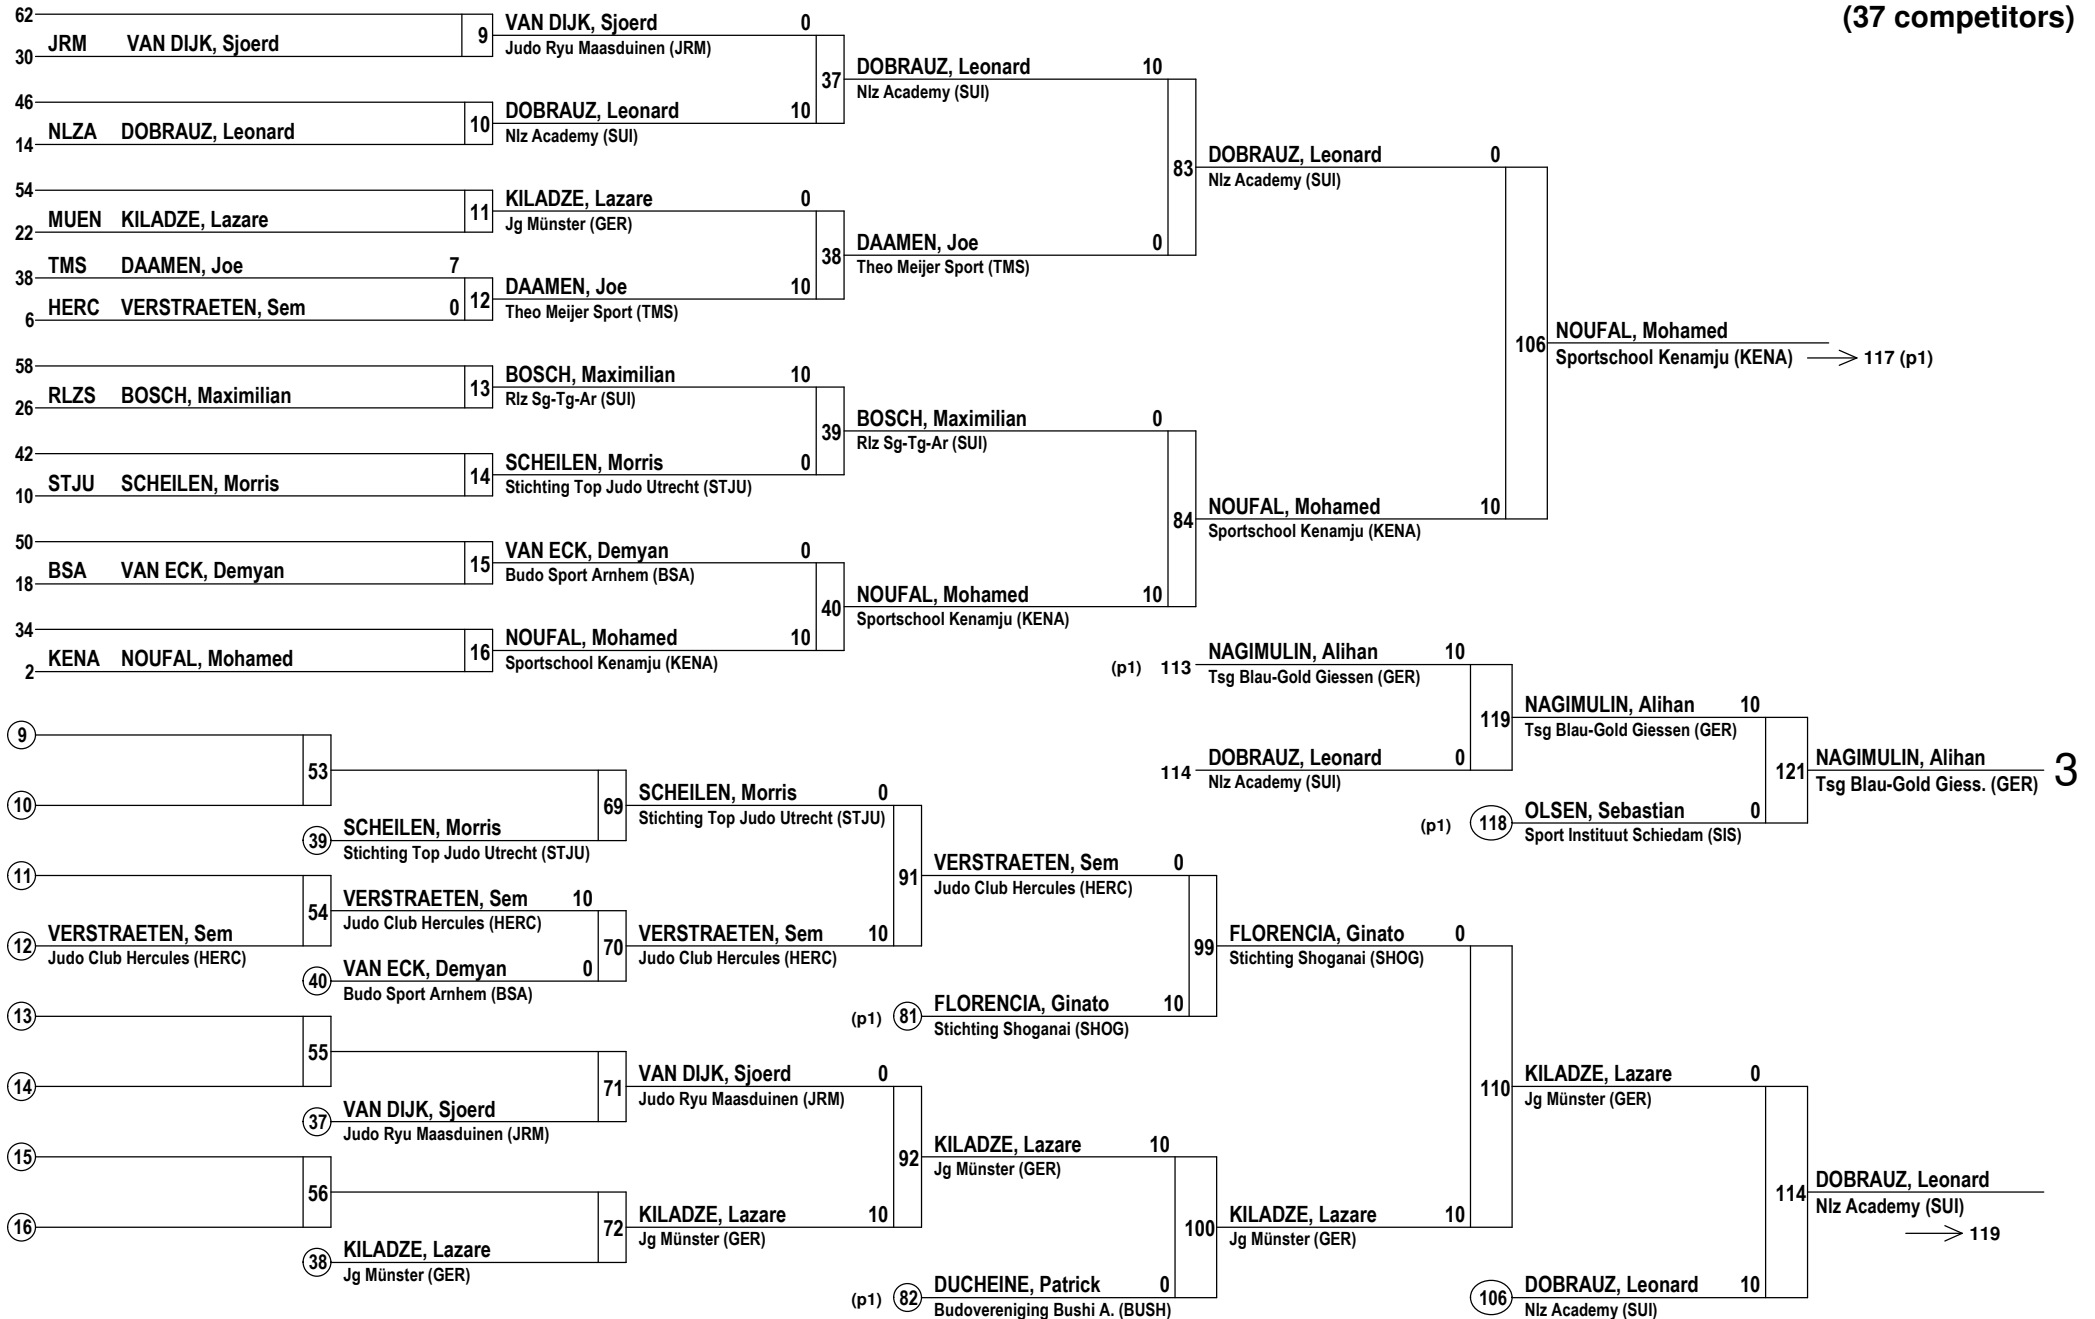 (37 competitors)
62
JRM VAN DIJK, Sjoerd
30
9
VAN DIJK, Sjoerd 0
Judo Ryu Maasduinen (JRM)
46
NLZA DOBRAUZ, Leonard
14
10
DOBRAUZ, Leonard 10
Nlz Academy (SUI)
37
DOBRAUZ, Leonard 10
Nlz Academy (SUI)
54
MUEN KILADZE, Lazare
22
11
KILADZE, Lazare 0
Jg Münster (GER)
TMS DAAMEN, Joe 7
38
HERC VERSTRAETEN, Sem 0
6
12
DAAMEN, Joe 10
Theo Meijer Sport (TMS)
38
DAAMEN, Joe 0
Theo Meijer Sport (TMS)
83
DOBRAUZ, Leonard 0
Nlz Academy (SUI)
58
RLZS BOSCH, Maximilian
26
13
BOSCH, Maximilian 10
Rlz Sg-Tg-Ar (SUI)
42
STJU SCHEILEN, Morris
10
14
SCHEILEN, Morris 0
Stichting Top Judo Utrecht (STJU)
39
BOSCH, Maximilian 0
Rlz Sg-Tg-Ar (SUI)
50
BSA VAN ECK, Demyan
18
15
VAN ECK, Demyan 0
Budo Sport Arnhem (BSA)
34
KENA NOUFAL, Mohamed
2
16
NOUFAL, Mohamed 10
Sportschool Kenamju (KENA)
40
NOUFAL, Mohamed 10
Sportschool Kenamju (KENA)
84
NOUFAL, Mohamed 10
Sportschool Kenamju (KENA)
106
NOUFAL, Mohamed
Sportschool Kenamju (KENA) 117 (p1)
(p1) 113
NAGIMULIN, Alihan 10
Tsg Blau-Gold Giessen (GER)
114
DOBRAUZ, Leonard 0
Nlz Academy (SUI)
119
NAGIMULIN, Alihan 10
Tsg Blau-Gold Giessen (GER)
(p1) 118
OLSEN, Sebastian 0
Sport Instituut Schiedam (SIS)
121
NAGIMULIN, Alihan
Tsg Blau-Gold Giess. (GER) 3
9
10
53
39
SCHEILEN, Morris
Stichting Top Judo Utrecht (STJU)
69
SCHEILEN, Morris 0
Stichting Top Judo Utrecht (STJU)
11
12
VERSTRAETEN, Sem
Judo Club Hercules (HERC)
54
VERSTRAETEN, Sem 10
Judo Club Hercules (HERC)
40
VAN ECK, Demyan 0
Budo Sport Arnhem (BSA)
70
VERSTRAETEN, Sem 10
Judo Club Hercules (HERC)
91
VERSTRAETEN, Sem 0
Judo Club Hercules (HERC)
(p1) 81
FLORENCIA, Ginato 10
Stichting Shoganai (SHOG)
99
FLORENCIA, Ginato 0
Stichting Shoganai (SHOG)
13
14
55
37
VAN DIJK, Sjoerd
Judo Ryu Maasduinen (JRM)
71
VAN DIJK, Sjoerd 0
Judo Ryu Maasduinen (JRM)
15
16
56
38
KILADZE, Lazare
Jg Münster (GER)
72
KILADZE, Lazare 10
Jg Münster (GER)
92
KILADZE, Lazare 10
Jg Münster (GER)
(p1) 82
DUCHEINE, Patrick 0
Budovereniging Bushi A. (BUSH)
100
KILADZE, Lazare 10
Jg Münster (GER)
110
KILADZE, Lazare 0
Jg Münster (GER)
106
DOBRAUZ, Leonard 10
Nlz Academy (SUI)
114
DOBRAUZ, Leonard
Nlz Academy (SUI)
119